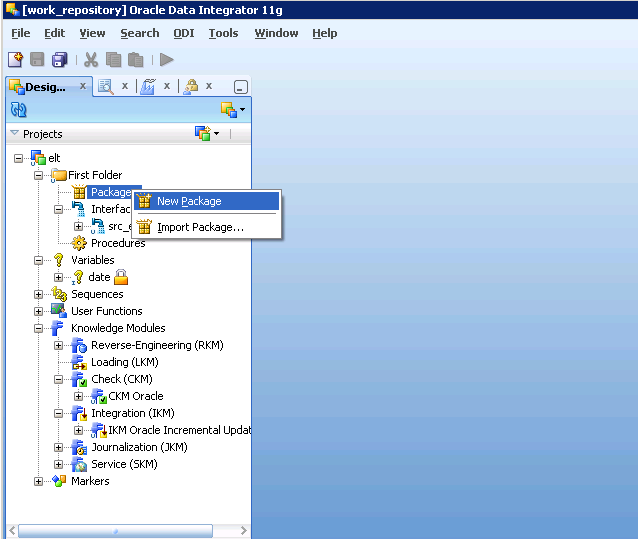 [work_repository] Oracle Data Integrator 11g
File Edit View Search ODI Tools Window Help
Desig... x x x x
Projects
elt
First Folder
Package
New Package
Interfac
Import Package...
src_e
Procedures
Variables
date
Sequences
User Functions
Knowledge Modules
Reverse-Engineering (RKM)
Loading (LKM)
Check (CKM)
CKM Oracle
Integration (IKM)
IKM Oracle Incremental Updat
Journalization (JKM)
Service (SKM)
Markers